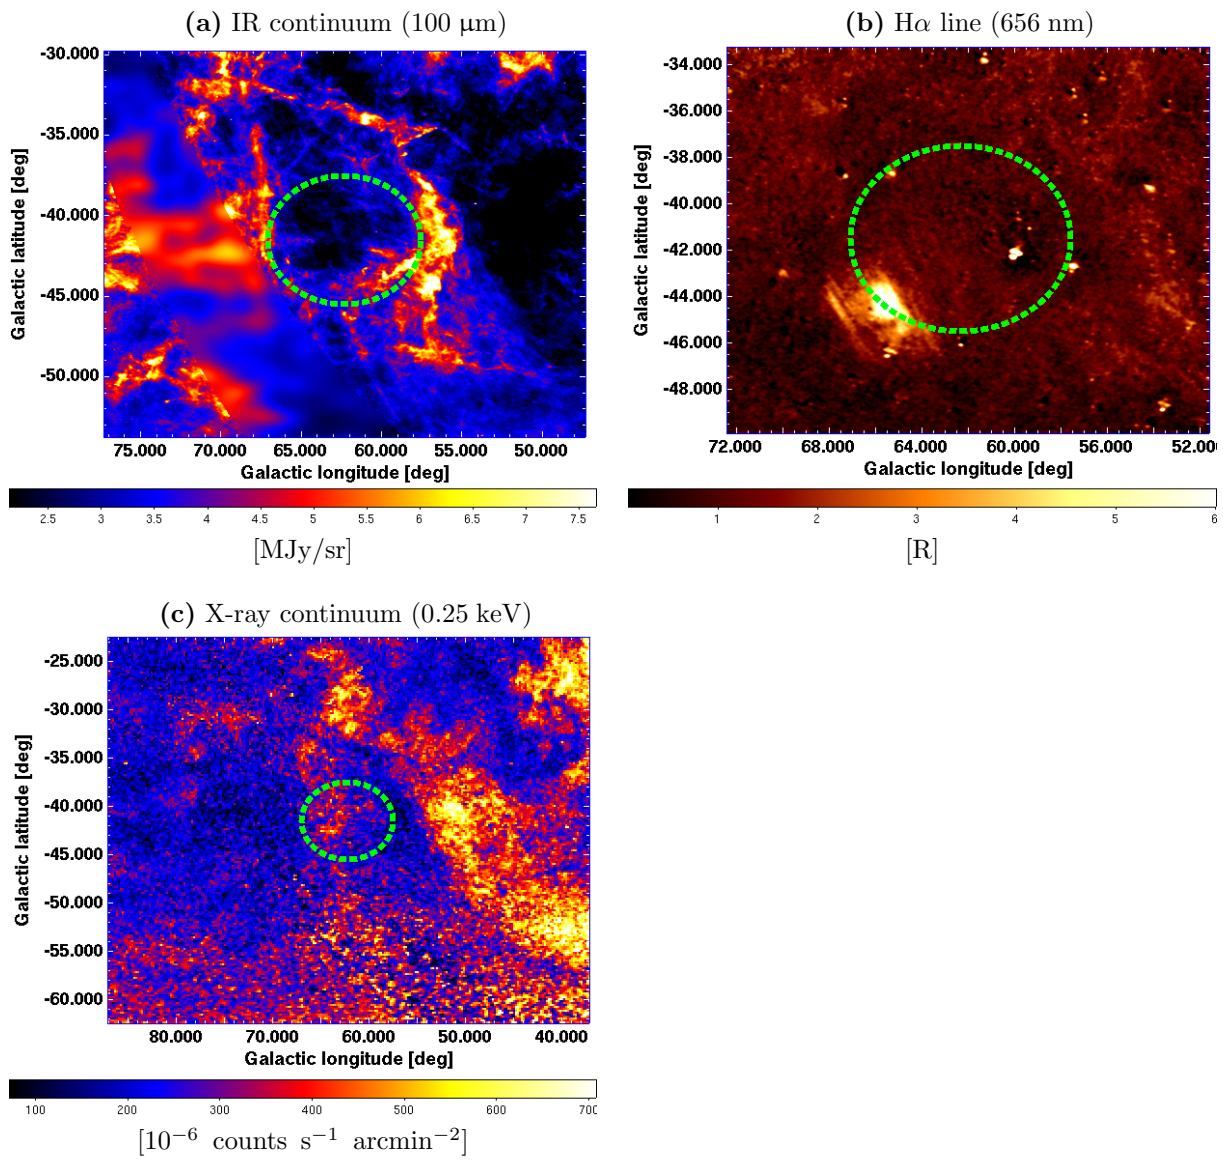 (a) IR continuum (100 μm)
-30.000
-35.000
-40.000
-45.000
-50.000
Galactic latitude [deg]
75.000 70.000 65.000 60.000 55.000 50.000
Galactic longitude [deg]
2.5 3 3.5 4 4.5 5 5.5 6 6.5 7 7.5
[MJy/sr]
(b) Hα line (656 nm)
-34.000
-36.000
-38.000
-40.000
-42.000
-44.000
-46.000
-48.000
Galactic latitude [deg]
72.000 68.000 64.000 60.000 56.000 52.000
Galactic longitude [deg]
1 2 3 4 5 6
[R]
(c) X-ray continuum (0.25 keV)
-25.000
-30.000
-35.000
-40.000
-45.000
-50.000
-55.000
-60.000
Galactic latitude [deg]
80.000 70.000 60.000 50.000 40.000
Galactic longitude [deg]
100 200 300 400 500 600 700
[10⁻⁶ counts s⁻¹ arcmin⁻²]